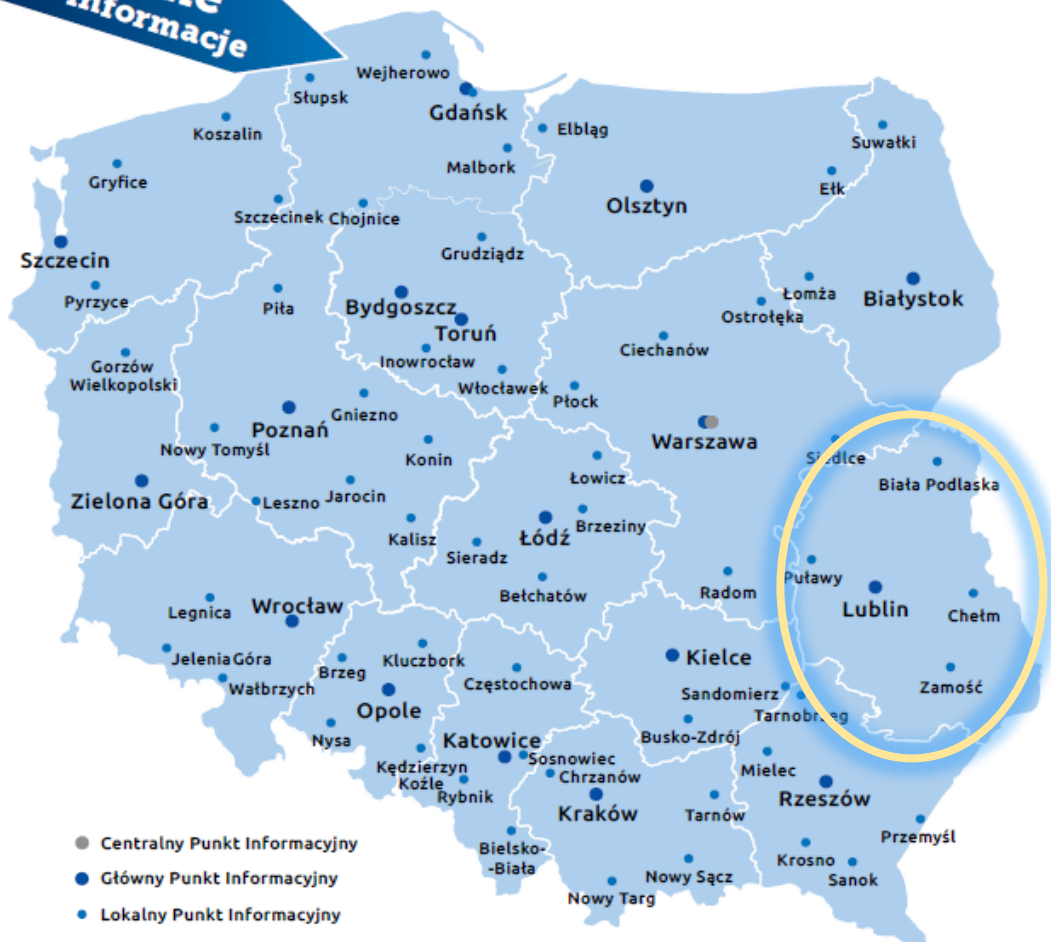 informacje
Wejherowo
Słupsk
Gdańsk
Koszalin
Elbląg
Suwałki
Malbork
Gryfice
Ełk
Olsztyn
Szczecinek
Chojnice
Grudziądz
Szczecin
Pyrzyce
Piła
Bydgoszcz
Łomża
Białystok
Ostrołęka
Toruń
Ciechanów
Inowrocław
Gorzów
Wielkopolski
Włocławek
Płock
Gniezno
Poznań
Warszawa
Nowy Tomyśl
Konin
Siedlce
Łowicz
Biała Podlaska
Zielona Góra
Leszno
Jarocin
Brzeziny
Kalisz
Łódź
Sieradz
Puławy
Bełchatów
Radom
Lublin
Legnica
Wrocław
Chełm
JeleniaGóra
Kluczbork
Kielce
Brzeg
Częstochowa
Wałbrzych
Sandomierz
Zamość
Opole
Tarnobrzeg
Nysa
Katowice
Busko-Zdrój
Sosnowiec
Kędzierzyn
Koźle
Chrzanów
Mielec
Rybnik
Kraków
Tarnów
Rzeszów
Przemyśl
Bielsko-
-Biała
Krosno
Nowy Sącz
Sanok
Nowy Targ
Centralny Punkt Informacyjny
Główny Punkt Informacyjny
Lokalny Punkt Informacyjny